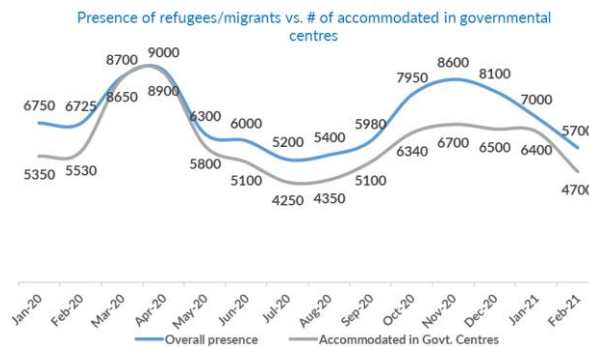 Presence of refugees/migrants vs. # of accommodated in governmental
centres
9000
8700
8600
8100
7950
8650
8900
7000
6750
6725
6300
6000
5980
5700
5200
5400
6700
6500
6340
6400
5350
5530
5800
5100
5100
4250
4350
4700
Jan-20
Feb-20
Mar-20
Apr-20
May-20
Jun-20
Jul-20
Aug-20
Sep-20
Oct-20
Nov-20
Dec-20
Jan-21
Feb-21
Overall presence
Accommodated in Govt. Centres